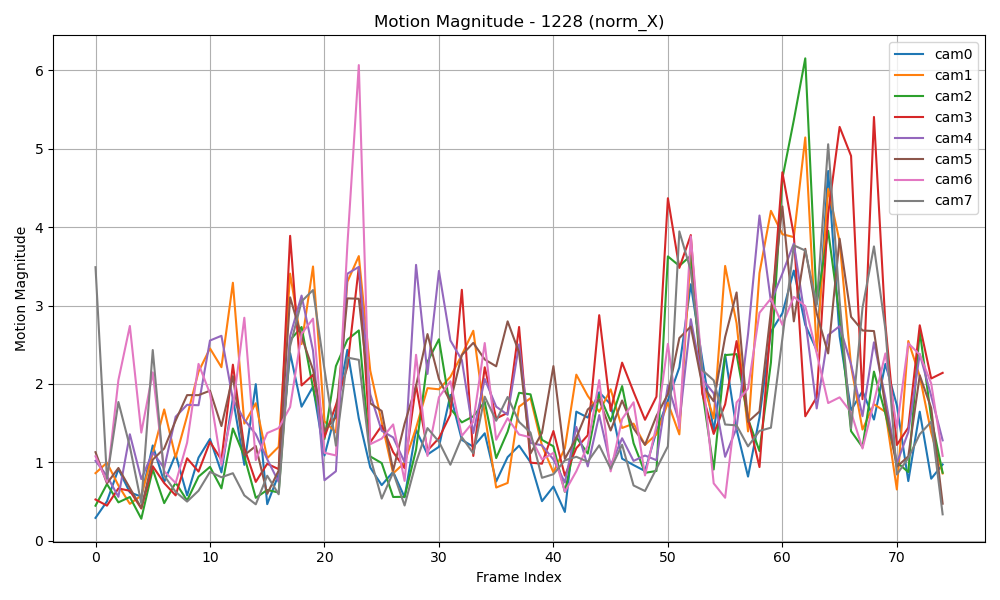 Motion Magnitude - 1228 (norm_X)
cam0
cam1
cam2
cam3
cam4
cam5
cam6
cam7
Motion Magnitude
6
5
4
3
2
1
0
0 10 20 30 40 50 60 70
Frame Index